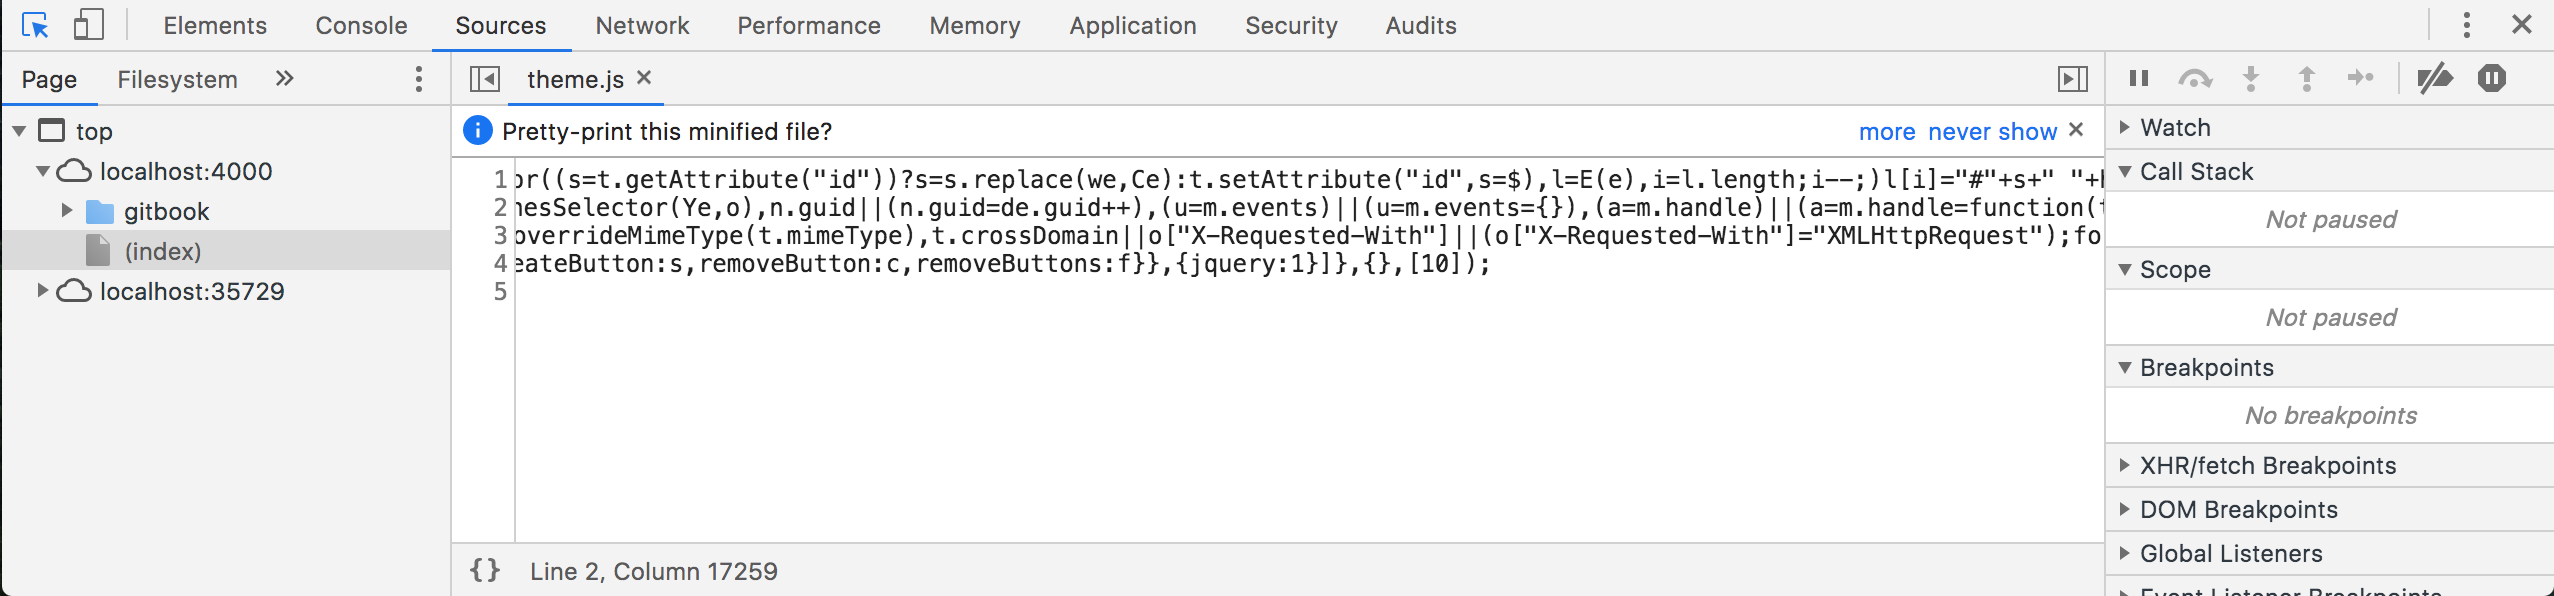 Elements Console Sources Network Performance Memory Application Security Audits
Page Filesystem
theme.js
top
localhost:4000
gitbook
(index)
localhost:35729
Pretty-print this minified file? more never show
1 or((s=t.getAttribute("id"))?s=s.replace(we,Ce):t.setAttribute("id",s=$),l=E(e),i=l.length;i--;)l[i]="#"+s+" "+
2 nesSelector(Ye,o),n.guid||(n.guid=de.guid++),(u=m.events)||(u=m.events={}),(a=m.handle)||(a=m.handle=function(
3 overrideMimeType(t.mimeType),t.crossDomain||o["X-Requested-With"]||(o["X-Requested-With"]="XMLHttpRequest");fo
4 eateButton:s,removeButton:c,removeButtons:f}},{jquery:1}]},{},[10]);
5
{} Line 2, Column 17259
Watch
Call Stack
Not paused
Scope
Not paused
Breakpoints
No breakpoints
XHR/fetch Breakpoints
DOM Breakpoints
Global Listeners
Event Listener Breakpoints